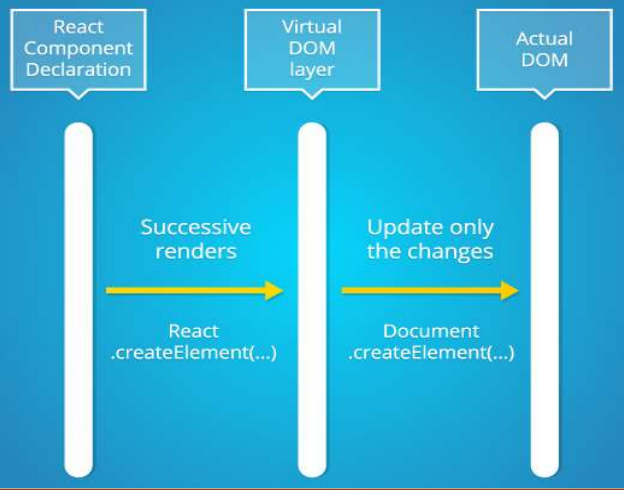 React
Component
Declaration
Virtual
DOM
layer
Actual
DOM
Successive
renders
Update only
the changes
React
.createElement(...)
Document
.createElement(...)